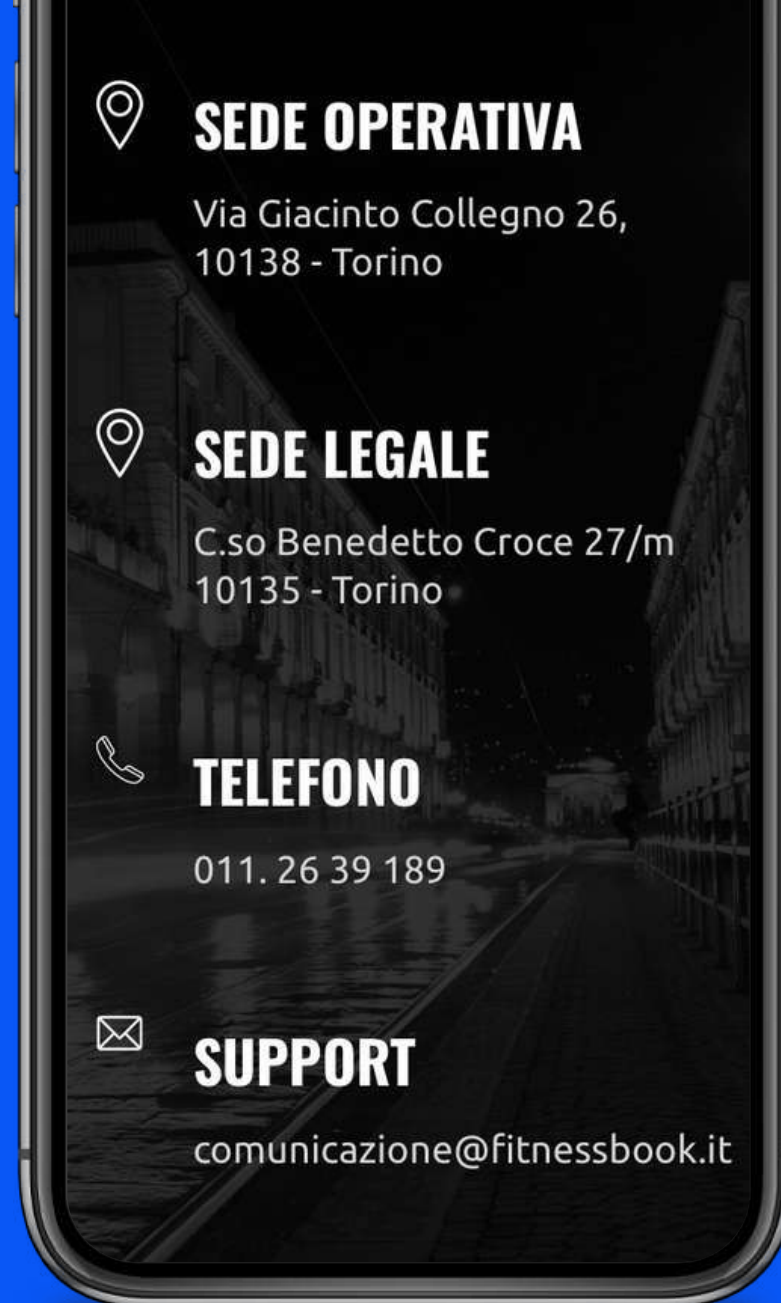 SEDE OPERATIVA
Via Giacinto Collegno 26,
10138 - Torino
SEDE LEGALE
C.so Benedetto Croce 27/m
10135 - Torino
TELEFONO
011. 26 39 189
SUPPORT
comunicazione@fitnessbook.it